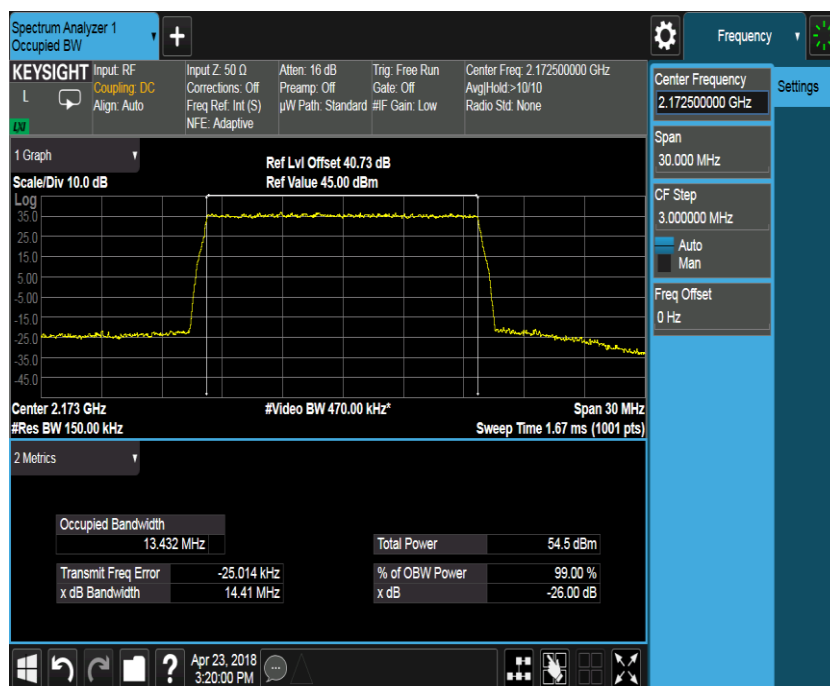 Spectrum Analyzer 1
Occupied BW
+
Frequency
KEYSIGHT
L
LXI
Input: RF
Coupling: DC
Align: Auto
Input Z: 50 Ω
Corrections: Off
Freq Ref: Int (S)
NFE: Adaptive
Atten: 16 dB
Preamp: Off
µW Path: Standard
Trig: Free Run
Gate: Off
#IF Gain: Low
Center Freq: 2.172500000 GHz
Avg|Hold:>10/10
Radio Std: None
Center Frequency
2.17250000 GHz
Settings
Span
30.000 MHz
CF Step
3.000000 MHz
Auto
Man
Freq Offset
0 Hz
1 Graph
Scale/Div 10.0 dB
Ref Lvl Offset 40.73 dB
Ref Value 45.00 dBm
Log
35.0
25.0
15.0
5.00
-5.00
-15.0
-25.0
-35.0
-45.0
Center 2.173 GHz
#Res BW 150.00 kHz
#Video BW 470.00 kHz*
Span 30 MHz
Sweep Time 1.67 ms (1001 pts)
2 Metrics
Occupied Bandwidth
13.432 MHz
Total Power 54.5 dBm
Transmit Freq Error -25.014 kHz
% of OBW Power 99.00 %
x dB Bandwidth 14.41 MHz
x dB -26.00 dB
?
Apr 23, 2018
3:20:00 PM